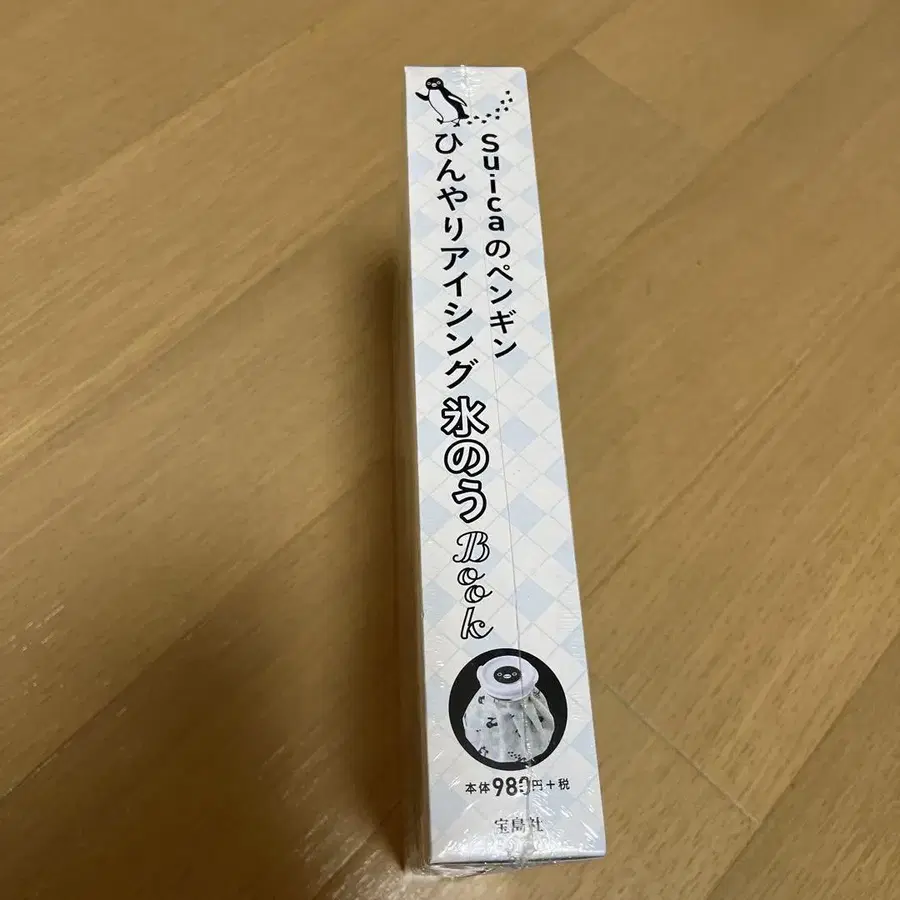 Suicaのペンギン
ひんやりアイシング氷のう
Book
本体980円+税
宝島社